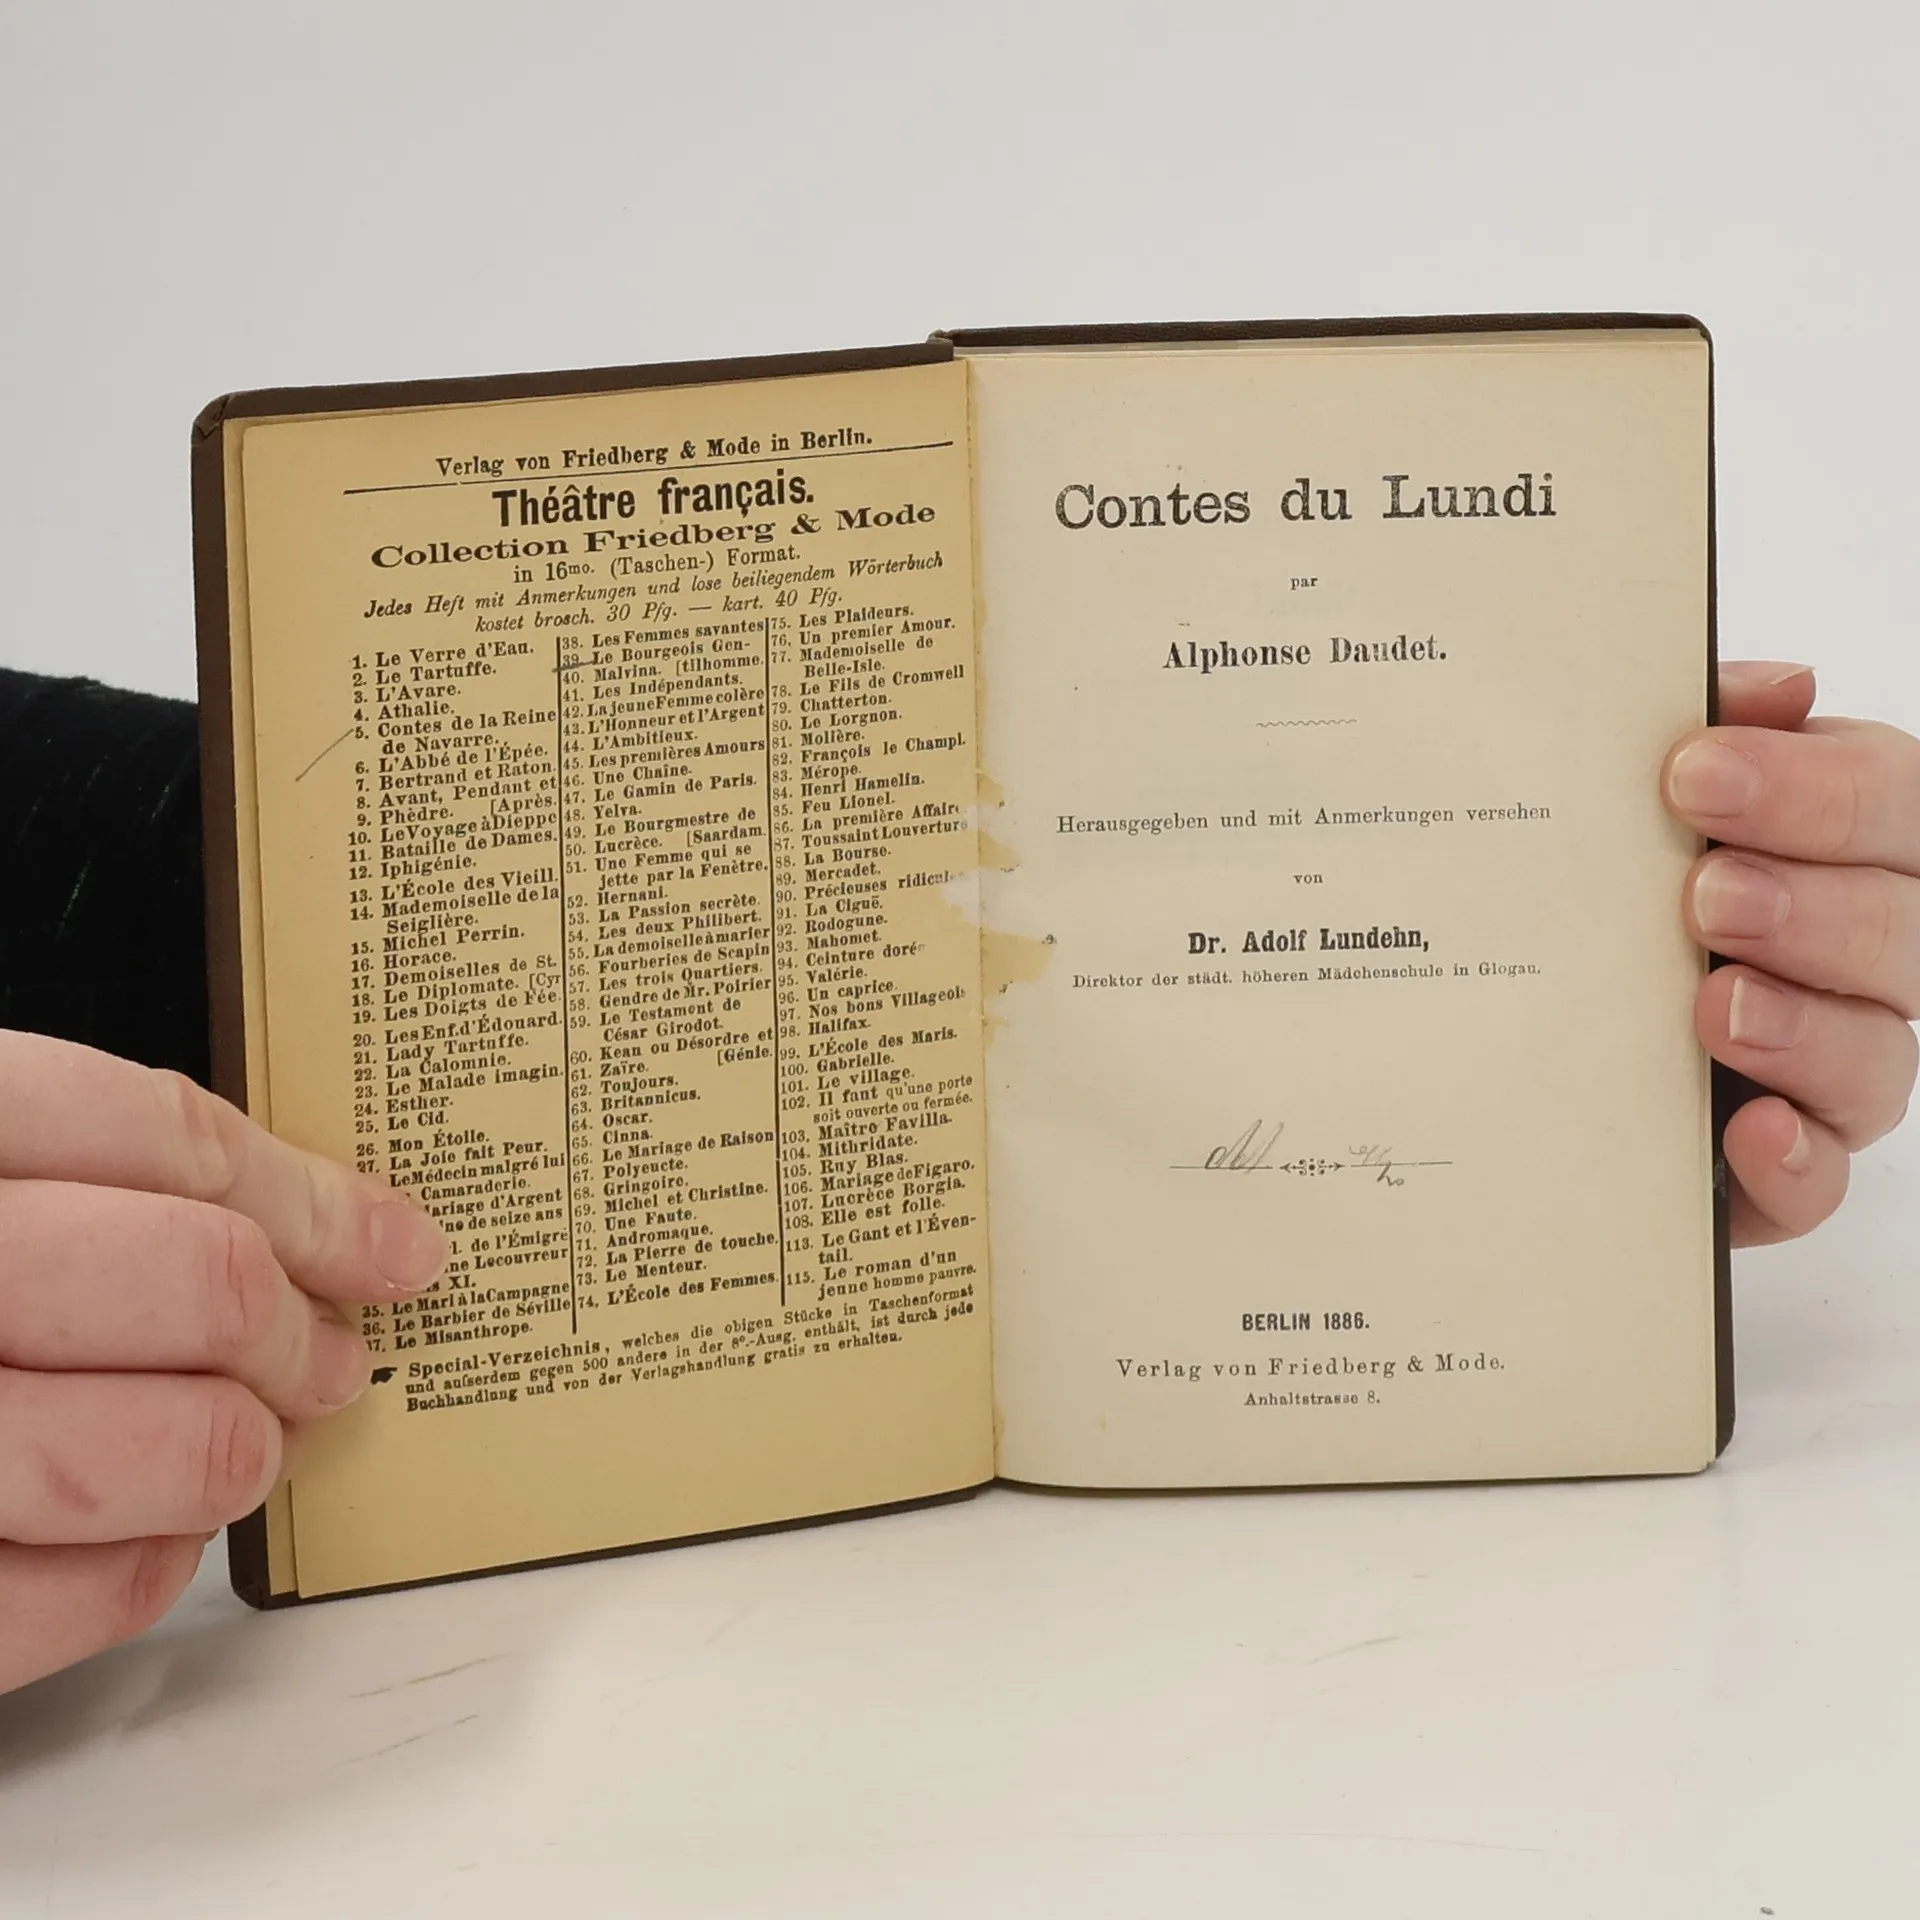 Verlag von Friedberg & Mode in Berlin.
Théâtre français.
Collection Friedberg & Mode
in 16mo. (Taschen-) Format.
Jedes Heft mit Anmerkungen und lose beiliegendem Wörterbuch
kostet brosch. 30 Pfg. — kart. 40 Pfg.
1. Le Verre d'Eau.
2. Le Tartuffe.
3. L'Avare.
4. Athalie.
5. Contes de la Reine
de Navarre.
6. L'Abbé de l'Épée.
7. Bertrand et Raton.
8. Avant, Pendant et
9. Phèdre. [Après.
10. Le Voyage à Dieppe
11. Bataille de Dames.
12. Iphigénie.
13. L'École des Vieill.
14. Mademoiselle de la
Seiglière.
15. Michel Perrin.
16. Horace.
17. Demoiselles de St.
18. Le Diplomate. [Cyr
19. Les Doigts de Fée.
20. Les Enf. d'Édouard.
21. Lady Tartuffe.
22. La Calomnie.
23. Le Malade imagin.
24. Esther.
25. Le Cid.
26. Mon Étoile.
27. La Joie fait Peur.
Le Médecin malgré lui
Camaraderie.
ariage d'Argent
ne de seize ans
l. de l'Émigré
ne Lecouvreur
XI.
35. Le Mari à la Campagne
36. Le Barbier de Séville
37. Le Misanthrope.
38. Les Femmes savantes
39. Le Bourgeois Gen-
40. Malvina. [tilhomme.
41. Les Indépendants.
42. La jeune Femme colère
43. L'Honneur et l'Argent
44. L'Ambitieux.
45. Les premières Amours
46. Une Chaîne.
47. Le Gamin de Paris.
48. Yelva.
49. Le Bourgmestre de
50. Lucrèce. [Saardam.
51. Une Femme qui se
jette par la Fenêtre.
52. Hernani.
53. La Passion secrète.
54. Les deux Philibert.
55. La demoiselle à marier
56. Fourberies de Scapin
57. Les trois Quartiers.
58. Gendre de Mr. Poirier
59. Le Testament de
César Girodot.
60. Kean ou Désordre et
61. Zaïre. [Génie.
62. Toujours.
63. Britannicus.
64. Oscar.
65. Cinna.
66. Le Mariage de Raison
67. Polyeucte.
68. Gringoire.
69. Michel et Christine.
70. Une Faute.
71. Andromaque.
72. La Pierre de touche.
73. Le Menteur.
74. L'École des Femmes.
75. Les Plaideurs.
76. Un premier Amour.
77. Mademoiselle de
Belle-Isle.
78. Le Fils de Cromwell
79. Chatterton.
80. Le Lorgnon.
81. Molière.
82. François le Champi.
83. Mérope.
84. Henri Hamelin.
85. Feu Lionel.
86. La première Affaire
87. Toussaint Louverture
88. La Bourse.
89. Mercadet.
90. Précieuses ridicul
91. La Ciguë.
92. Rodogune.
93. Mahomet.
94. Ceinture doré
95. Valérie.
96. Un caprice.
97. Nos bons Villageois
98. Halifax.
99. L'École des Maris.
100. Gabrielle.
101. Le village.
102. Il faut qu'une porte
soit ouverte ou fermée.
103. Maître Favilla.
104. Mithridate.
105. Ruy Blas.
106. Mariage de Figaro.
107. Lucrèce Borgia.
108. Elle est folle.
113. Le Gant et l'Éven-
tail.
115. Le roman d'un
jenne homme pauvre.
Special-Verzeichnis, welches die obigen Stücke in Taschenformat
und aufserdem gegen 500 andere in der 8º.-Ausg. enthält, ist durch jede
Buchhandlung und von der Verlagshandlung gratis zu erhalten.
Contes du Lundi
par
Alphonse Daudet.
Herausgegeben und mit Anmerkungen versehen
von
Dr. Adolf Lundehn,
Direktor der städt. höheren Mädchenschule in Glogau.
BERLIN 1886.
Verlag von Friedberg & Mode.
Anhaltstrasse 8.